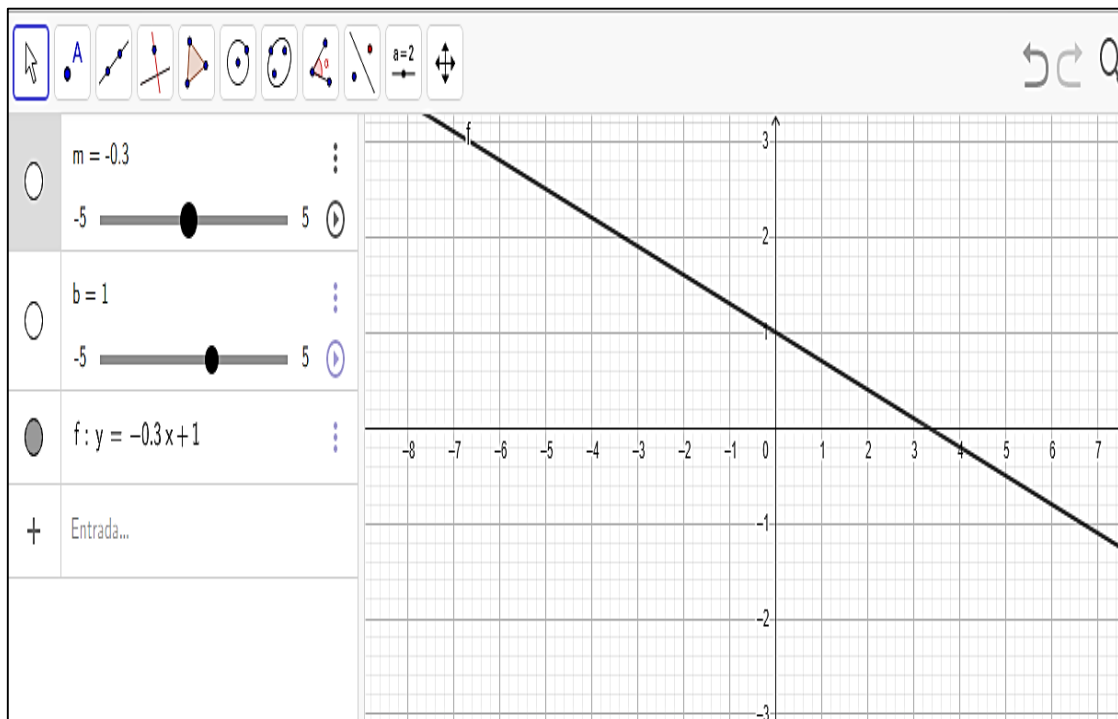 A
a=2
m = -0.3
-5 5
b = 1
-5 5
f : y = −0.3 x + 1
+ Entrada...
f
3
2
1
−8 −7 −6 −5 −4 −3 −2 −1 0 1 2 3 4 5 6 7
−1
−2
−3